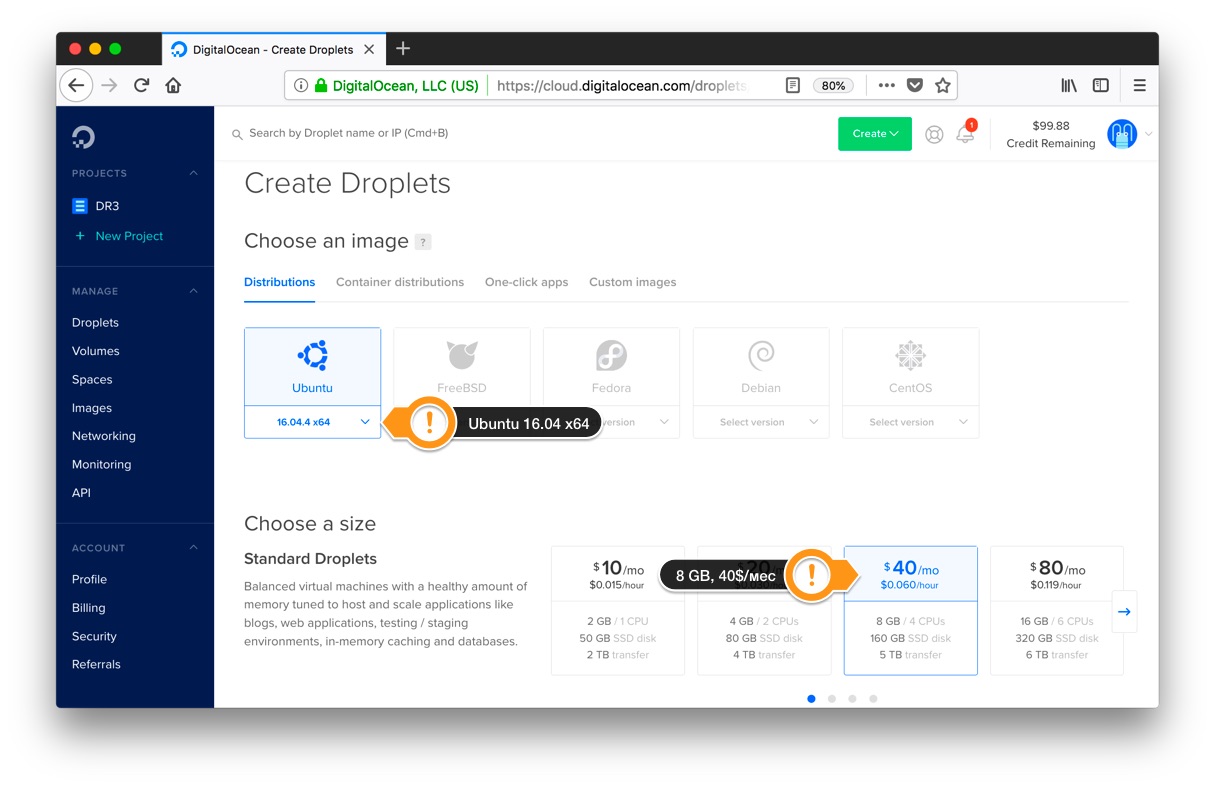 DigitalOcean - Create Droplets
DigitalOcean, LLC (US) https://cloud.digitalocean.com/droplets 80%
Search by Droplet name or IP (Cmd+B)
Create
1
$99.88
Credit Remaining
PROJECTS
DR3
+ New Project
MANAGE
Droplets
Volumes
Spaces
Images
Networking
Monitoring
API
ACCOUNT
Profile
Billing
Security
Referrals
Create Droplets
Choose an image ?
Distributions Container distributions One-click apps Custom images
Ubuntu FreeBSD Fedora Debian CentOS
16.04.4 x64 ! Ubuntu 16.04 x64 version Select version Select version
Choose a size
Standard Droplets
Balanced virtual machines with a healthy amount of
memory tuned to host and scale applications like
blogs, web applications, testing / staging
environments, in-memory caching and databases.
$10/mo
$0.015/hour
2 GB / 1 CPU
50 GB SSD disk
2 TB transfer
8 GB, 40$/мес !
4 GB / 2 CPUs
80 GB SSD disk
4 TB transfer
$40/mo
$0.060/hour
8 GB / 4 CPUs
160 GB SSD disk
5 TB transfer
$80/mo
$0.119/hour
16 GB / 6 CPUs
320 GB SSD disk
6 TB transfer